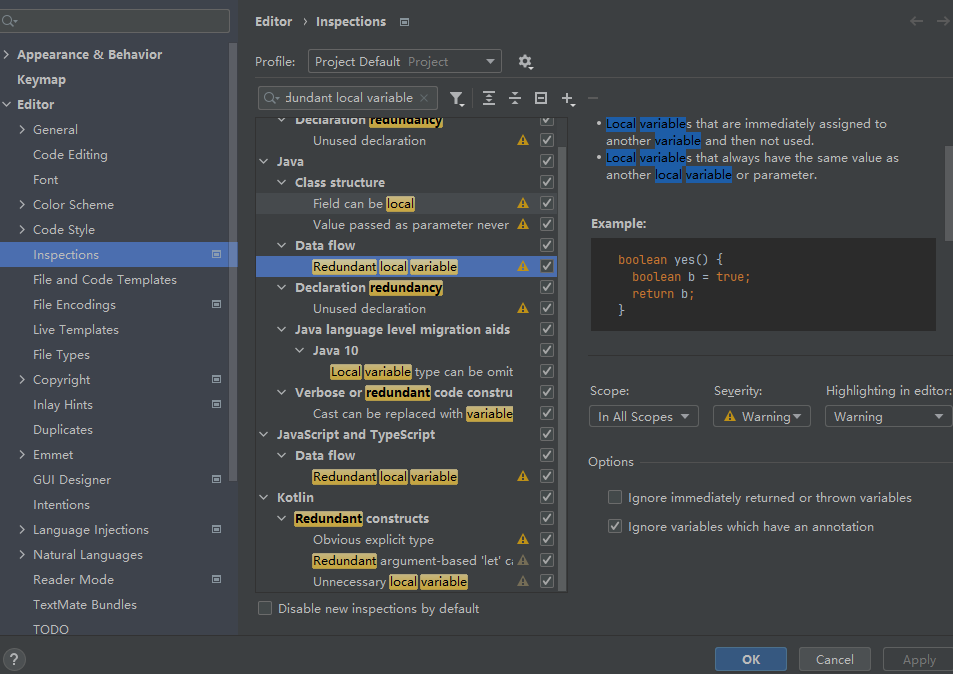 Appearance & Behavior
Keymap
Editor
General
Code Editing
Font
Color Scheme
Code Style
Inspections
File and Code Templates
File Encodings
Live Templates
File Types
Copyright
Inlay Hints
Duplicates
Emmet
GUI Designer
Intentions
Language Injections
Natural Languages
Reader Mode
TextMate Bundles
TODO
?
Editor › Inspections
Profile: Project Default Project
dundant local variable
Declaration redundancy
Unused declaration
Java
Class structure
Field can be local
Value passed as parameter never
Data flow
Redundant local variable
Declaration redundancy
Unused declaration
Java language level migration aids
Java 10
Local variable type can be omit
Verbose or redundant code constru
Cast can be replaced with variable
JavaScript and TypeScript
Data flow
Redundant local variable
Kotlin
Redundant constructs
Obvious explicit type
Redundant argument-based 'let' ca
Unnecessary local variable
Disable new inspections by default
• Local variables that are immediately assigned to
another variable and then not used.
• Local variables that always have the same value as
another local variable or parameter.
Example:
boolean yes() {
boolean b = true;
return b;
}
Scope: Severity: Highlighting in editor:
In All Scopes Warning Warning
Options
Ignore immediately returned or thrown variables
Ignore variables which have an annotation
OK Cancel Apply